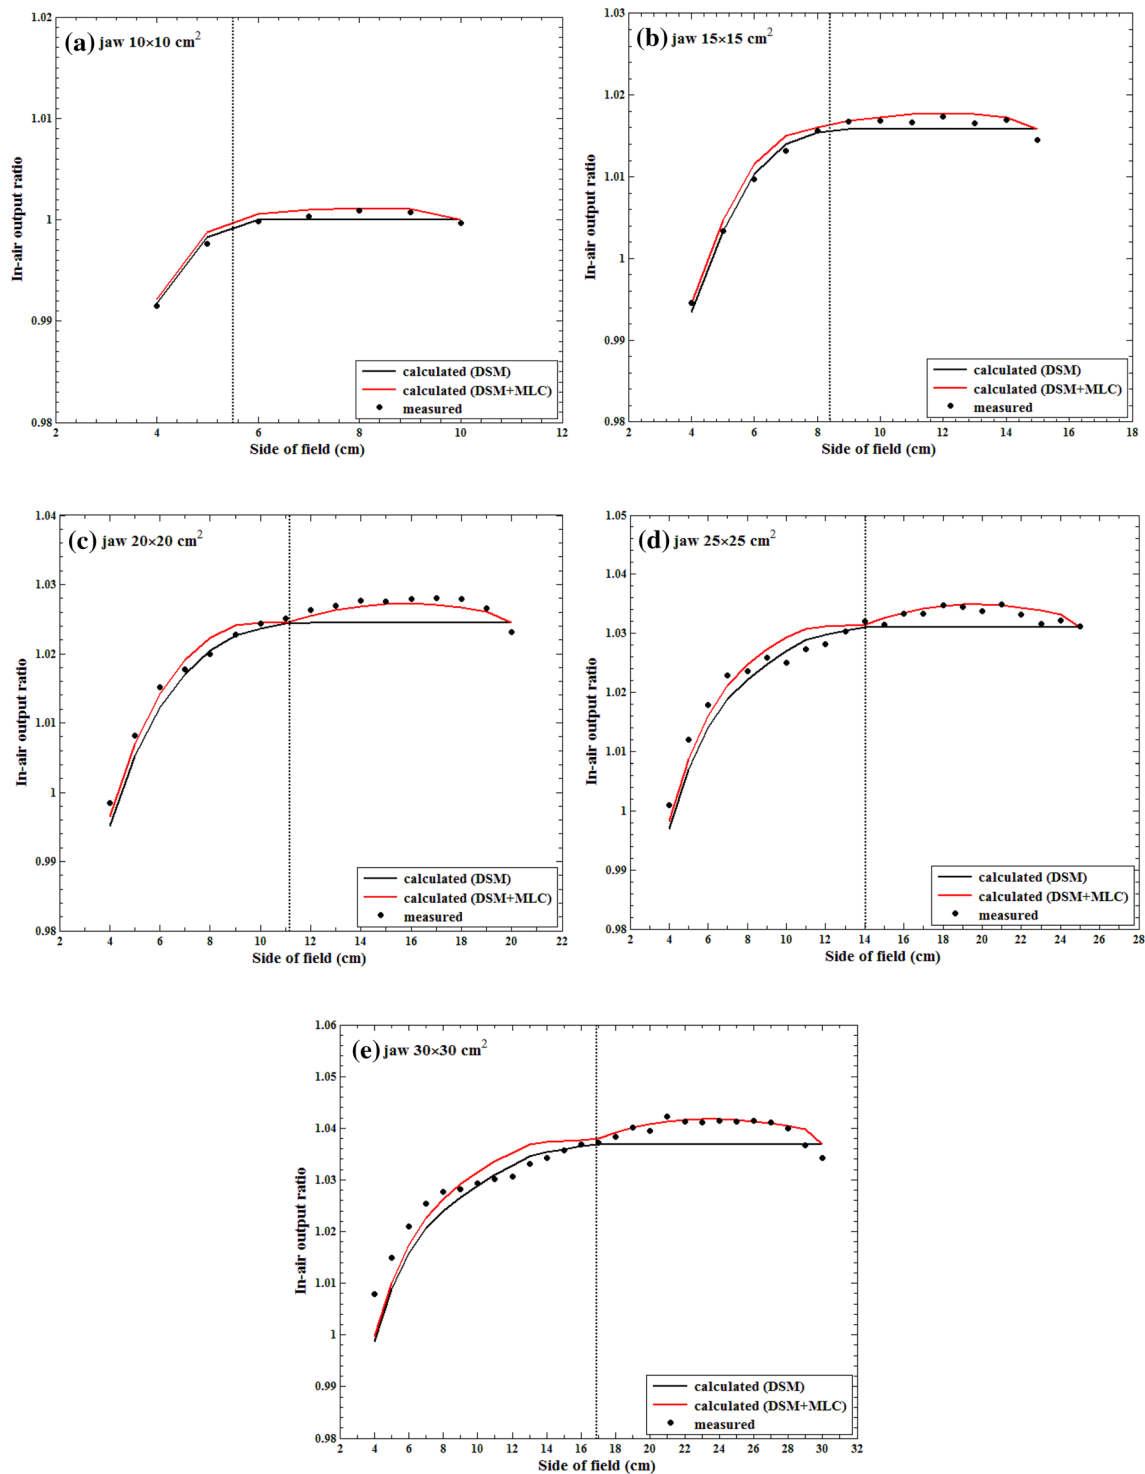 (a) jaw 10×10 cm²
1.02
1.01
1
0.99
0.98
In-air output ratio
calculated (DSM)
calculated (DSM+MLC)
measured
2 4 6 8 10 12
Side of field (cm)
(b) jaw 15×15 cm²
1.03
1.02
1.01
1
0.99
0.98
In-air output ratio
calculated (DSM)
calculated (DSM+MLC)
measured
2 4 6 8 10 12 14 16 18
Side of field (cm)
(c) jaw 20×20 cm²
1.04
1.03
1.02
1.01
1
0.99
0.98
In-air output ratio
calculated (DSM)
calculated (DSM+MLC)
measured
2 4 6 8 10 12 14 16 18 20 22
Side of field (cm)
(d) jaw 25×25 cm²
1.05
1.04
1.03
1.02
1.01
1
0.99
0.98
In-air output ratio
calculated (DSM)
calculated (DSM+MLC)
measured
2 4 6 8 10 12 14 16 18 20 22 24 26 28
Side of field (cm)
(e) jaw 30×30 cm²
1.06
1.05
1.04
1.03
1.02
1.01
1
0.99
0.98
In-air output ratio
calculated (DSM)
calculated (DSM+MLC)
measured
2 4 6 8 10 12 14 16 18 20 22 24 26 28 30 32
Side of field (cm)